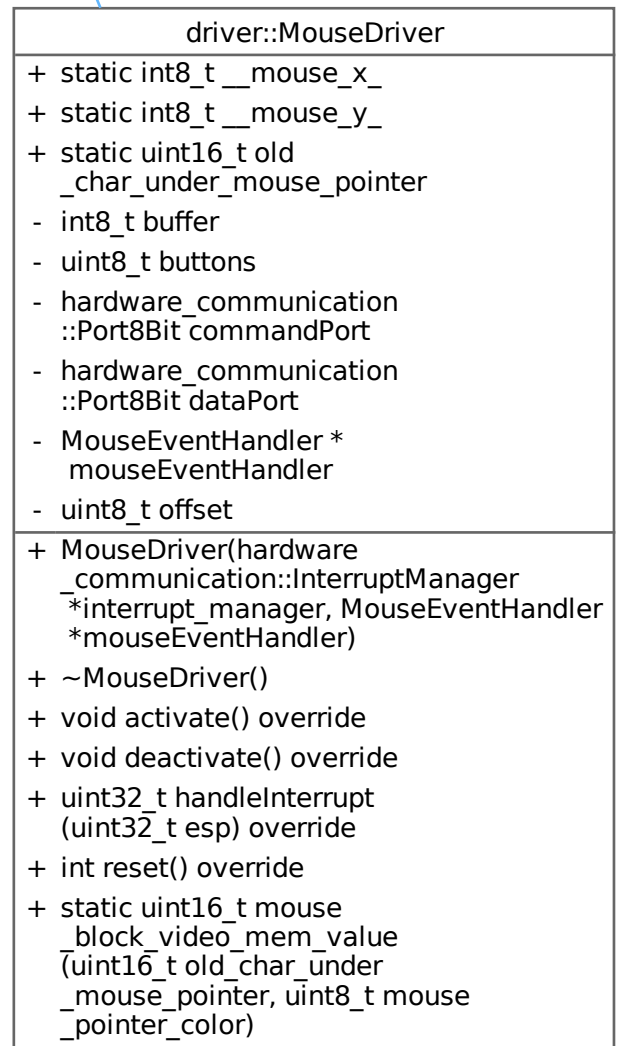 driver::MouseDriver
+ static int8_t __mouse_x_
+ static int8_t __mouse_y_
+ static uint16_t old
_char_under_mouse_pointer
- int8_t buffer
- uint8_t buttons
- hardware_communication
::Port8Bit commandPort
- hardware_communication
::Port8Bit dataPort
- MouseEventHandler *
mouseEventHandler
- uint8_t offset
+ MouseDriver(hardware
_communication::InterruptManager
*interrupt_manager, MouseEventHandler
*mouseEventHandler)
+ ~MouseDriver()
+ void activate() override
+ void deactivate() override
+ uint32_t handleInterrupt
(uint32_t esp) override
+ int reset() override
+ static uint16_t mouse
_block_video_mem_value
(uint16_t old_char_under
_mouse_pointer, uint8_t mouse
_pointer_color)